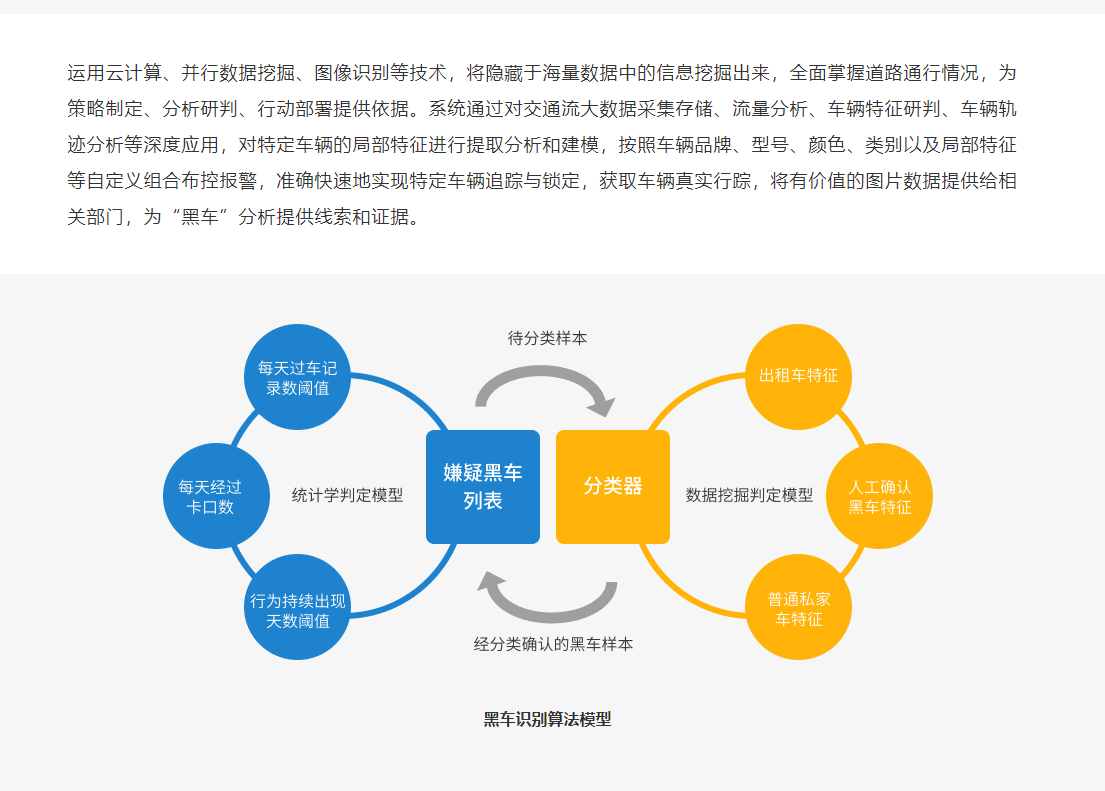 运用云计算、并行数据挖掘、图像识别等技术，将隐藏于海量数据中的信息挖掘出来，全面掌握道路通行情况，为
策略制定、分析研判、行动部署提供依据。系统通过对交通流大数据采集存储、流量分析、车辆特征研判、车辆轨
迹分析等深度应用，对特定车辆的局部特征进行提取分析和建模，按照车辆品牌、型号、颜色、类别以及局部特征
等自定义组合布控报警，准确快速地实现特定车辆追踪与锁定，获取车辆真实行踪，将有价值的图片数据提供给相
关部门，为“黑车”分析提供线索和证据。
待分类样本
每天过车记
录数阈值
出租车特征
嫌疑黑车
列表
分类器
每天经过
卡口数
统计学判定模型
数据挖掘判定模型
人工确认
黑车特征
行为持续出现
天数阈值
普通私家
车特征
经分类确认的黑车样本
黑车识别算法模型